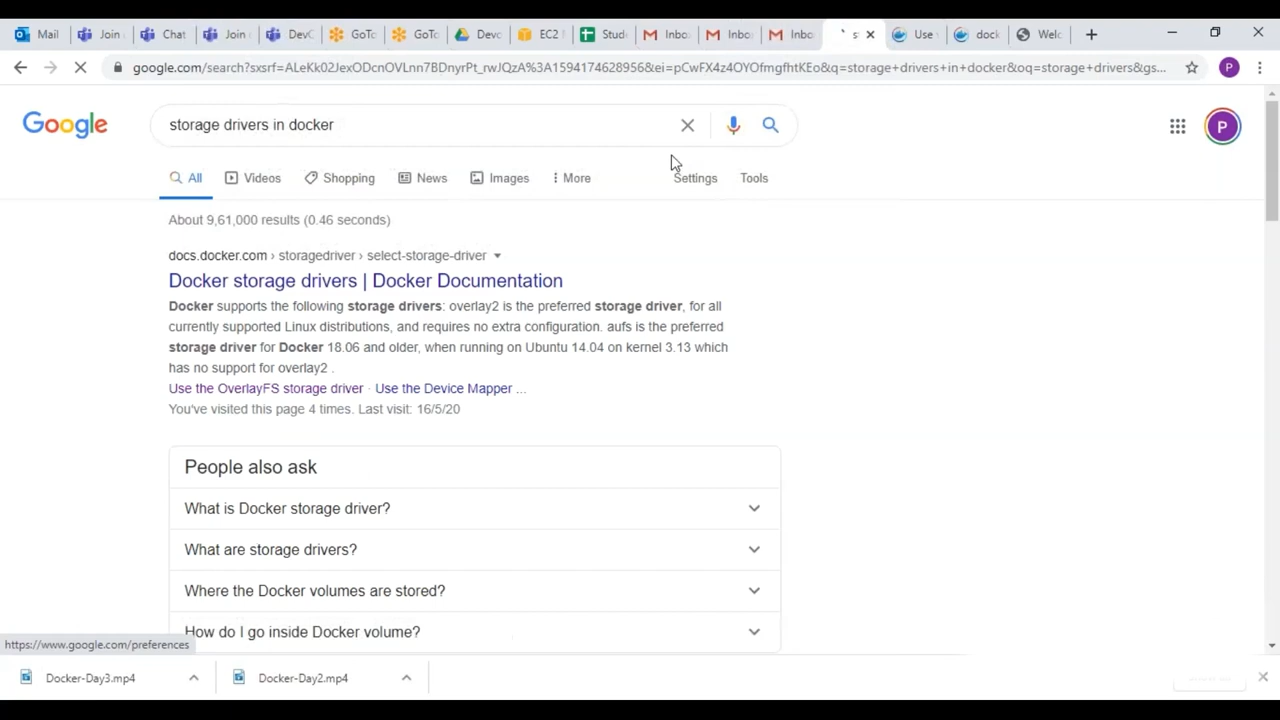 Mail
Join
Chat
Join
DevC
GoTo
GoTo
Devo
EC2
Stud
Inbo
Inbo
Inbo
s
Use
dock
Welc
google.com/search?sxsrf=ALeKk02JexODcnOVLnn7BDnyrPt_rwJQzA%3A1594174628956&ei=pCwFX4z4OYOfmgfhtKEo&q=storage+drivers+in+docker&oq=storage+drivers&gs...
P
Google
storage drivers in docker
P
All
Videos
Shopping
News
Images
More
Settings
Tools
About 9,61,000 results (0.46 seconds)
docs.docker.com › storagedriver › select-storage-driver
Docker storage drivers | Docker Documentation
Docker supports the following storage drivers: overlay2 is the preferred storage driver, for all
currently supported Linux distributions, and requires no extra configuration. aufs is the preferred
storage driver for Docker 18.06 and older, when running on Ubuntu 14.04 on kernel 3.13 which
has no support for overlay2 .
Use the OverlayFS storage driver · Use the Device Mapper ...
You've visited this page 4 times. Last visit: 16/5/20
People also ask
What is Docker storage driver?
What are storage drivers?
Where the Docker volumes are stored?
How do I go inside Docker volume?
https://www.google.com/preferences
Docker-Day3.mp4
Docker-Day2.mp4